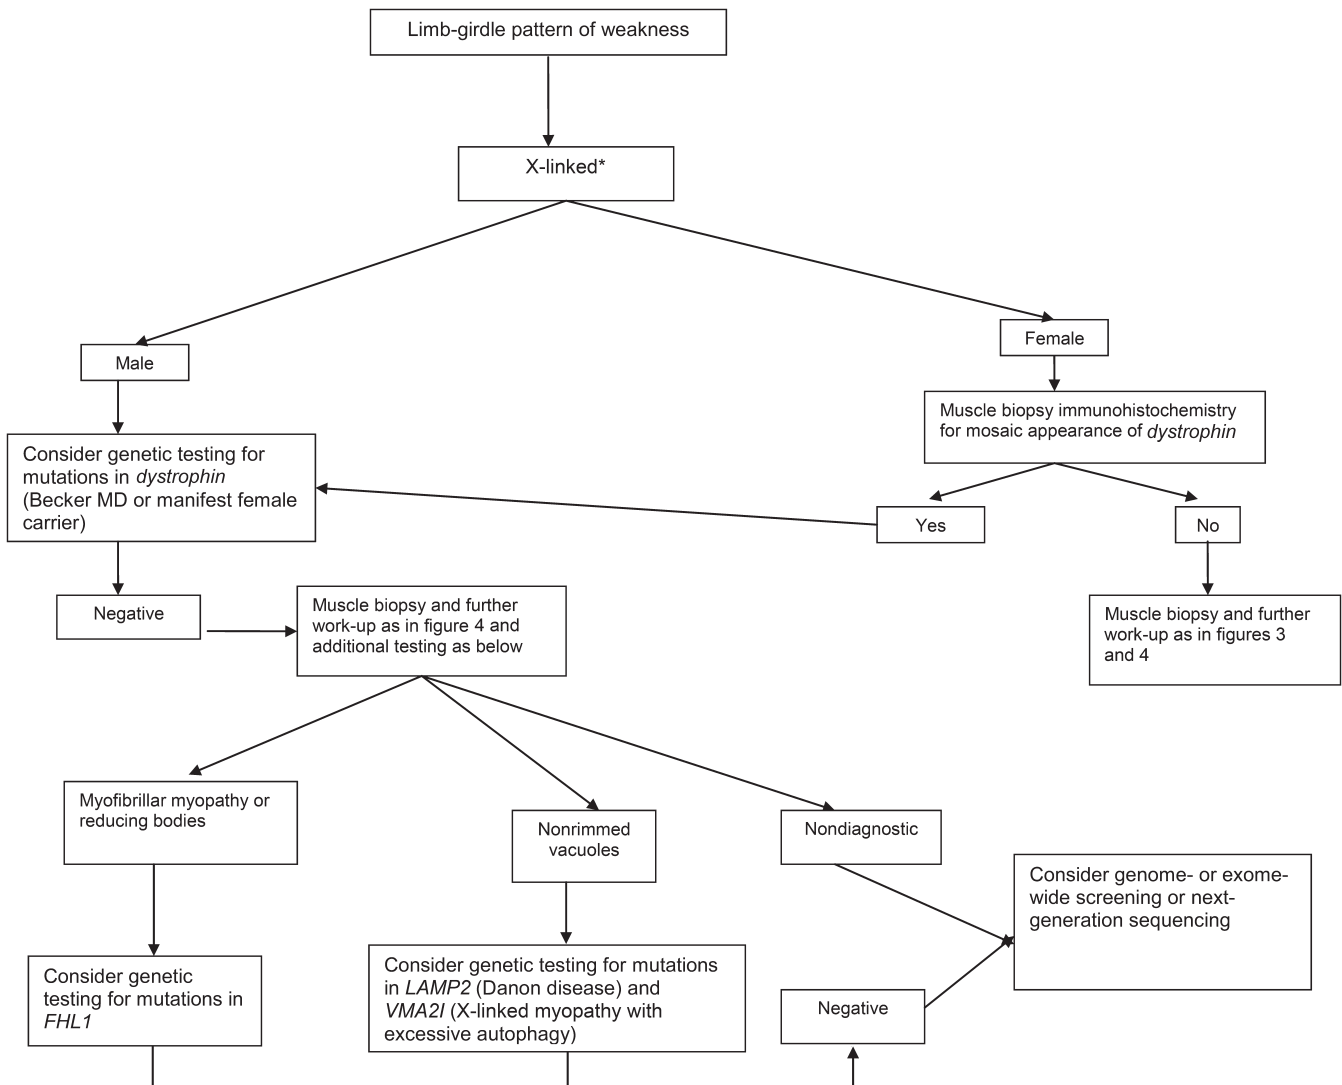 Limb-girdle pattern of weakness
X-linked*
Male
Female
Consider genetic testing for
mutations in dystrophin
(Becker MD or manifest female
carrier)
Muscle biopsy immunohistochemistry
for mosaic appearance of dystrophin
Yes
No
Negative
Muscle biopsy and further
work-up as in figure 4 and
additional testing as below
Muscle biopsy and further
work-up as in figures 3
and 4
Myofibrillar myopathy or
reducing bodies
Nonrimmed
vacuoles
Nondiagnostic
Consider genome- or exome-
wide screening or next-
generation sequencing
Consider genetic
testing for mutations in
FHL1
Consider genetic testing for mutations
in LAMP2 (Danon disease) and
VMA2I (X-linked myopathy with
excessive autophagy)
Negative